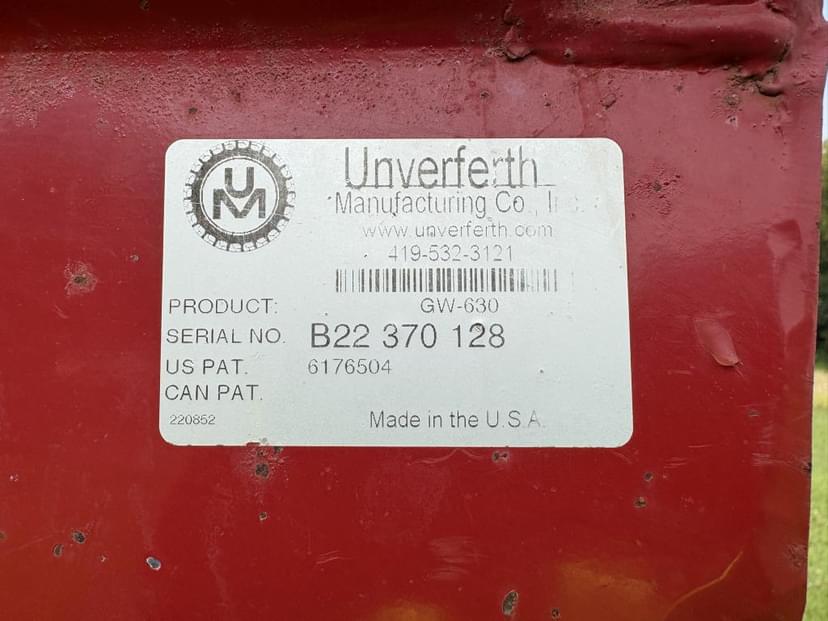 UM
Unverferth
Manufacturing Co., Inc.
www.unverferth.com
419-532-3121
PRODUCT: GW-630
SERIAL NO. B22 370 128
US PAT. 6176504
CAN PAT.
220852 Made in the U.S.A.